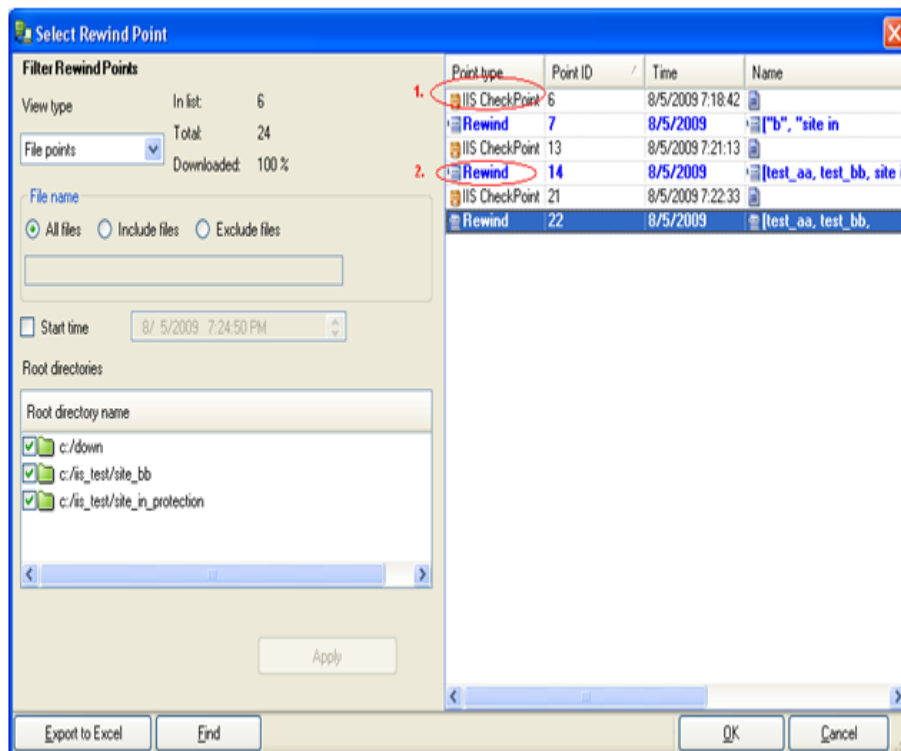 Select Rewind Point
Filter Rewind Points
View type
In list: 6
Total: 24
File points
Downloaded: 100 %
File name
All files Include files Exclude files
Start time 8/ 5/2009 7:24:50 PM
Root directories
Root directory name
c:/down
c:/iis_test/site_bb
c:/iis_test/site_in_protection
Apply
Point type Point ID / Time Name
1.
IIS CheckPoint 6 8/5/2009 7:18:42
Rewind 7 8/5/2009 ["b", "site in
IIS CheckPoint 13 8/5/2009 7:21:13
2.
Rewind 14 8/5/2009 [test_aa, test_bb, site i
IIS CheckPoint 21 8/5/2009 7:22:33
Rewind 22 8/5/2009 [test_aa, test_bb,
Export to Excel Find OK Cancel